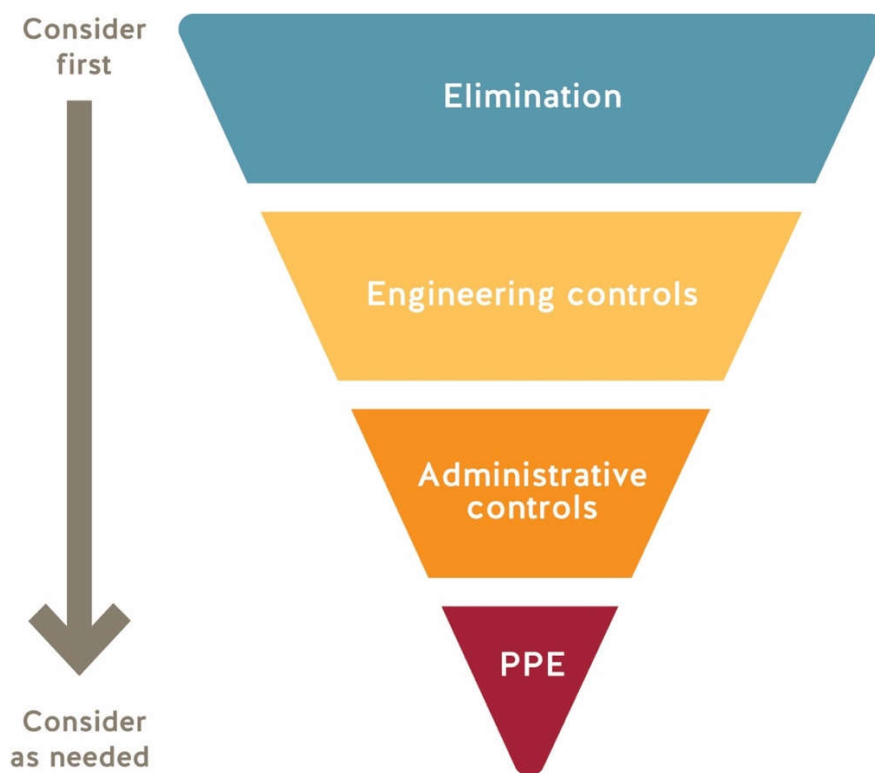 Consider
first
Elimination
Engineering controls
Administrative
controls
PPE
Consider
as needed